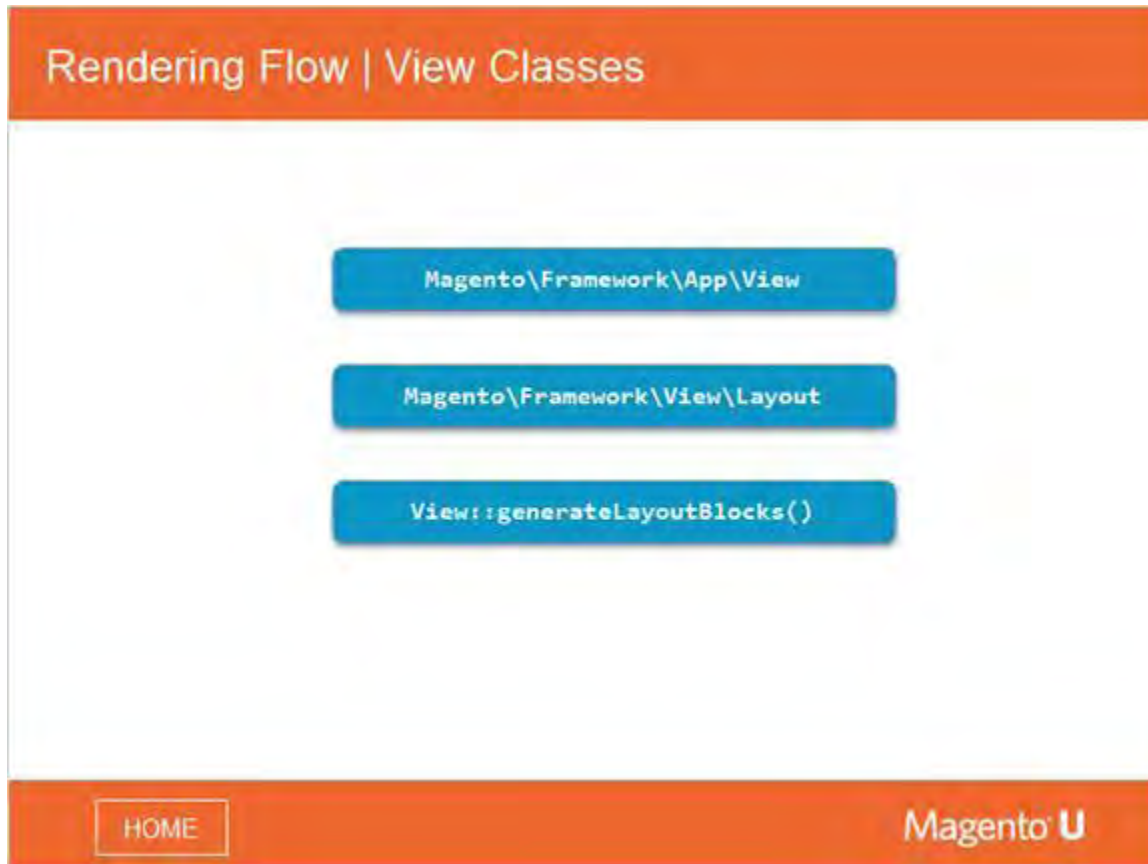 Rendering Flow | View Classes
Magento\Framework\App\View
Magento\Framework\View\Layout
View::generateLayoutBlocks()
HOME
Magento U